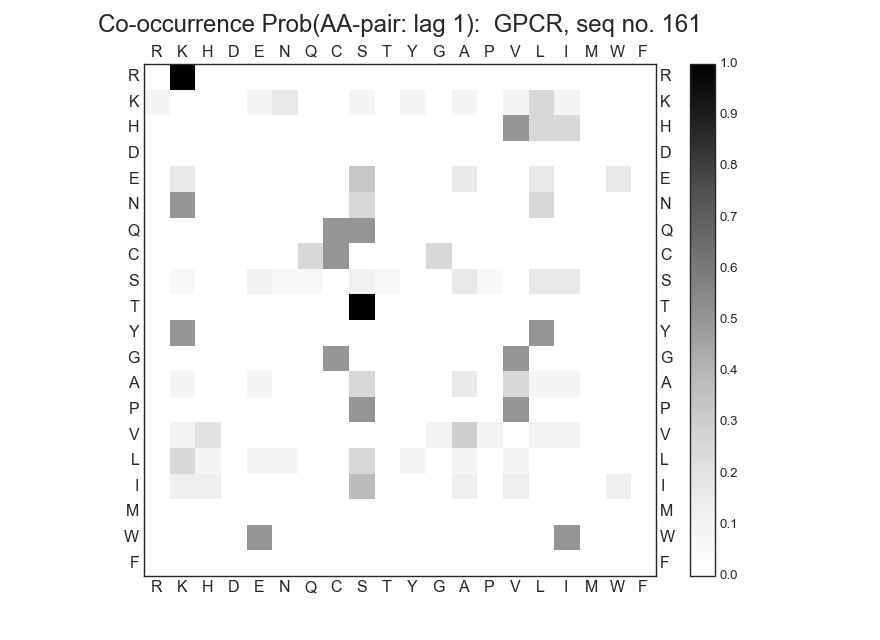 Co-occurrence Prob(AA-pair: lag 1):  GPCR, seq no. 161
R K H D E N Q C S T Y G A P V L I M W F
R R 1.0
K K 0.9
H H
D D 0.8
E E
N N 0.7
Q Q
C C 0.6
S S
T T 0.5
Y Y
G G 0.4
A A
P P 0.3
V V
L L 0.2
I I
M M 0.1
W W
F F 0.0
R K H D E N Q C S T Y G A P V L I M W F